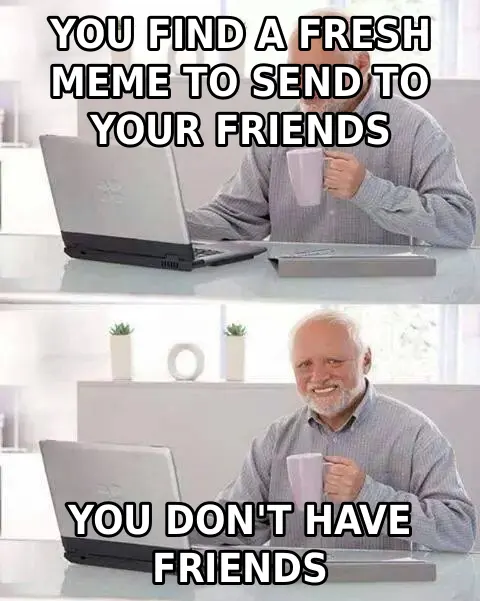 YOU FIND A FRESH
MEME TO SEND TO
YOUR FRIENDS
YOU DON'T HAVE
FRIENDS